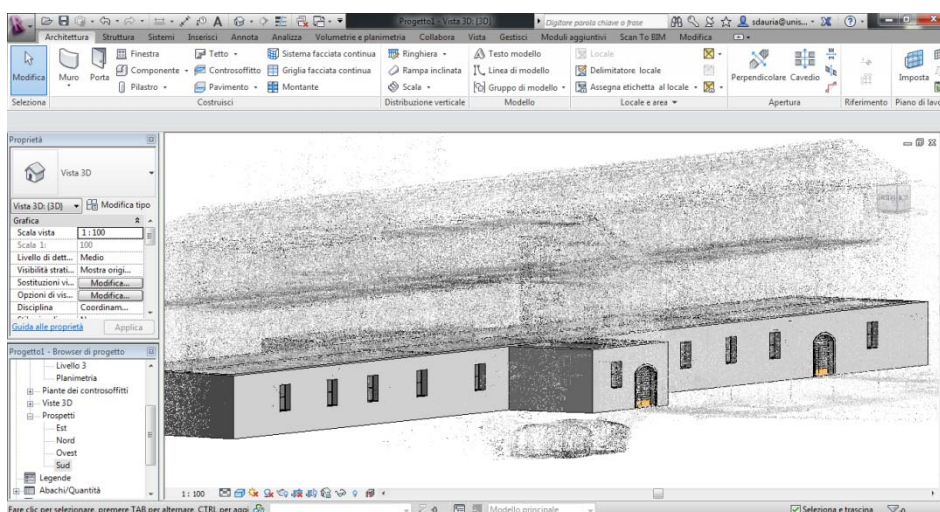 Progetto1 - Vista 3D: {3D}
Digitare parola chiave o frase
sdauria@unis...
Architettura Struttura Sistemi Inserisci Annota Analizza Volumetrie e planimetria Collabora Vista Gestisci Moduli aggiuntivi Scan To BIM Modifica
Modifica Muro Porta
Finestra Tetto Sistema facciata continua Ringhiera Testo modello Locale
Componente Controsoffitto Griglia facciata continua Rampa inclinata Linea di modello Delimitatore locale
Pilastro Pavimento Montante Scala Gruppo di modello Assegna etichetta al locale
Perpendicolare Cavedio Imposta
Seleziona Costruisci Distribuzione verticale Modello Locale e area Apertura Riferimento Piano di lavo
Proprietà
Vista 3D
Vista 3D: {3D} Modifica tipo
Grafica
Scala vista 1 : 100
Scala 1: 100
Livello di dett... Medio
Visibilità strati... Mostra origi...
Sostituzioni vi... Modifica...
Opzioni di vis... Modifica...
Disciplina Coordinam...
Guida alle proprietà Applica
Progetto1 - Browser di progetto
Livello 3
Planimetria
Piante dei controsoffitti
Viste 3D
Prospetti
Est
Nord
Ovest
Sud
Legende
Abachi/Quantità
1 : 100
Fare clic per selezionare, premere TAB per alternare, CTRL per aggi
: 0
Modello principale
Seleziona e trascina